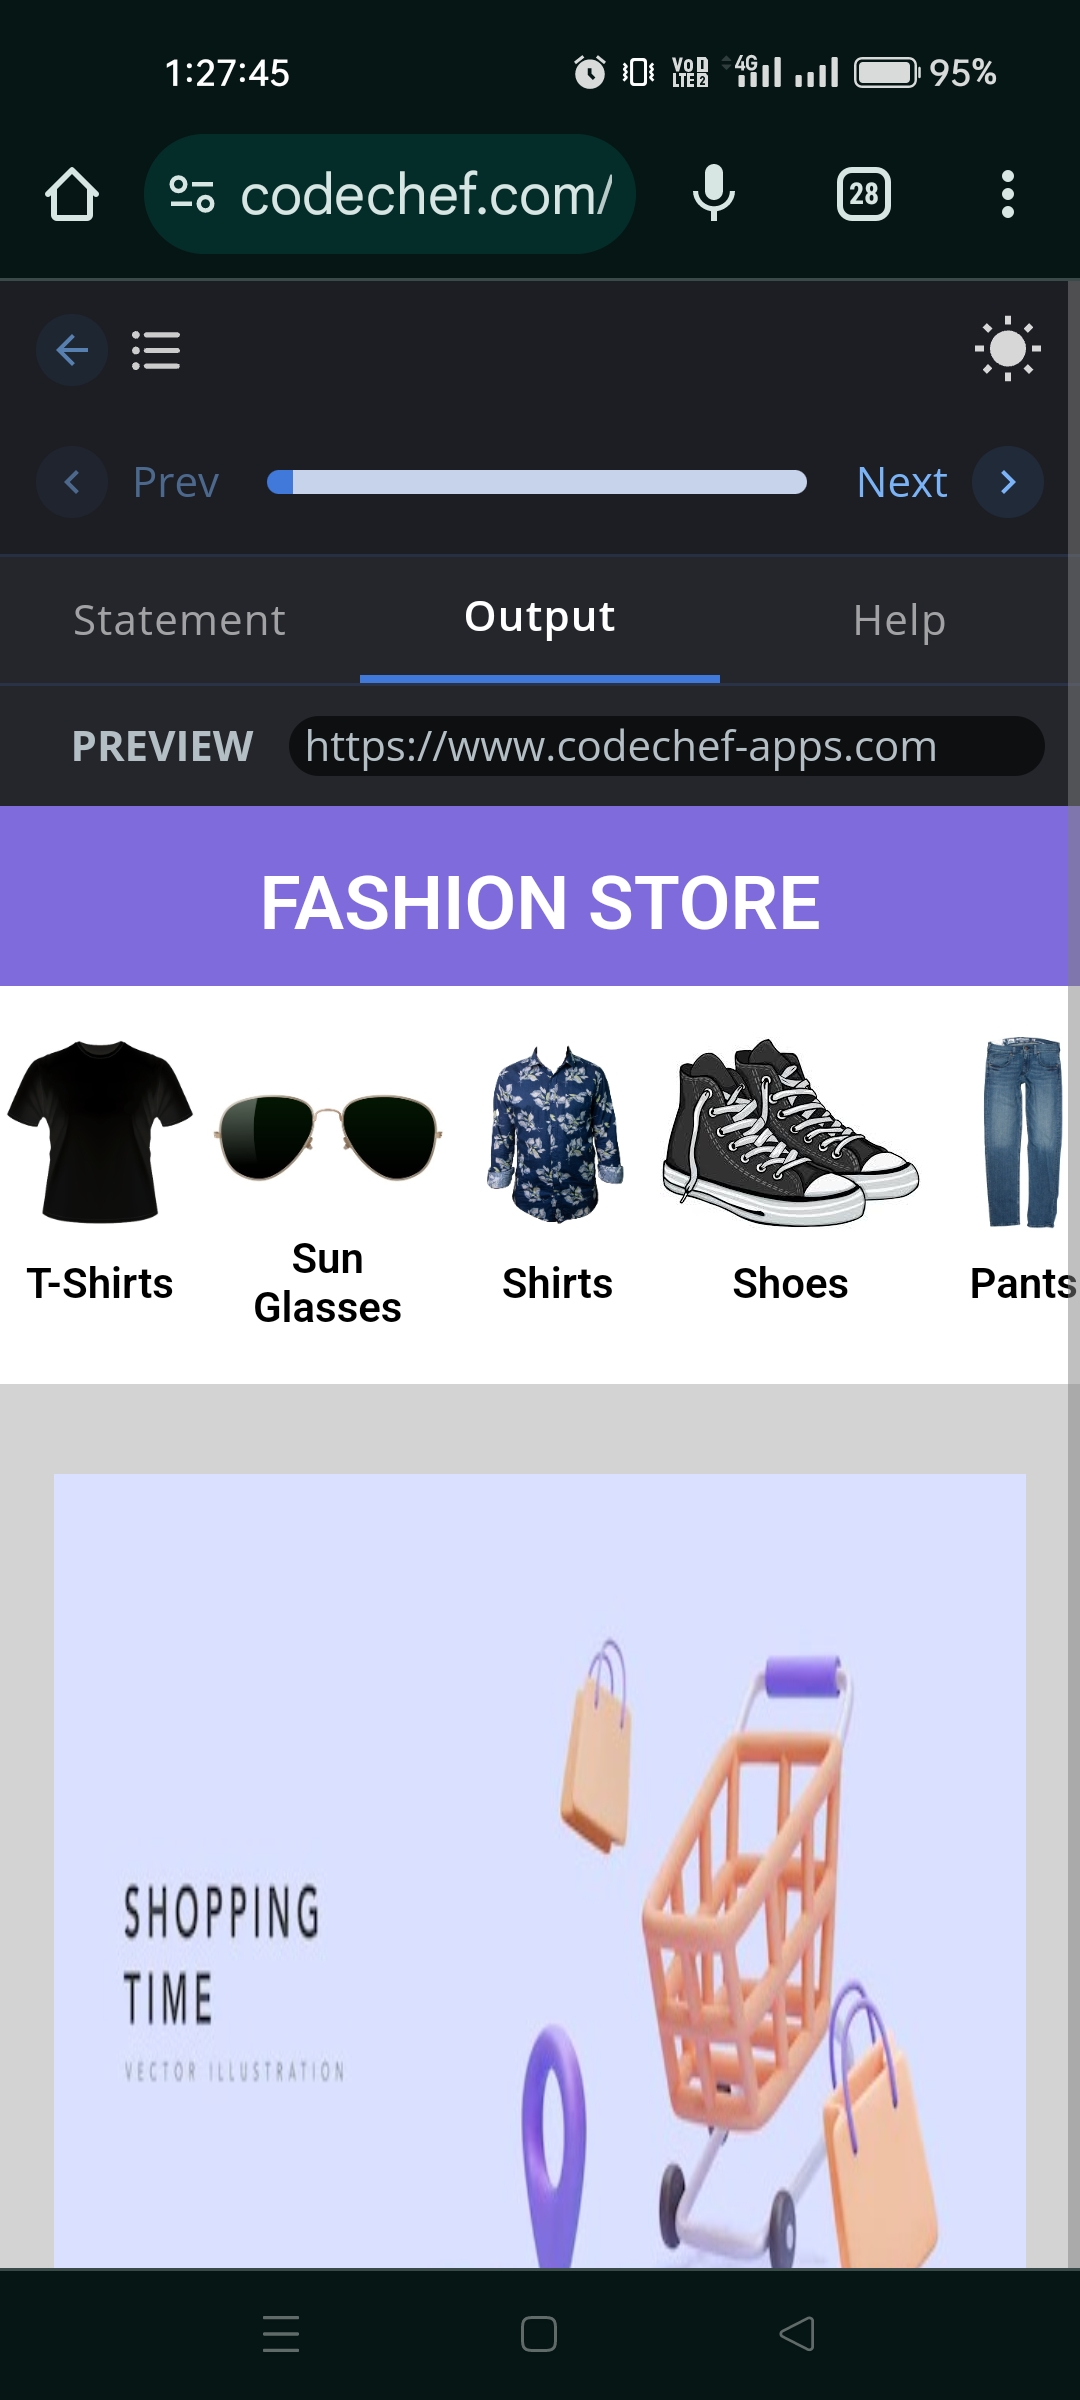 1:27:45 VoD LTE2 4G 95%
codechef.com/ 28
Prev Next
Statement Output Help
PREVIEW https://www.codechef-apps.com
FASHION STORE
T-Shirts Sun Glasses Shirts Shoes Pants
SHOPPING
TIME
VECTOR ILLUSTRATION